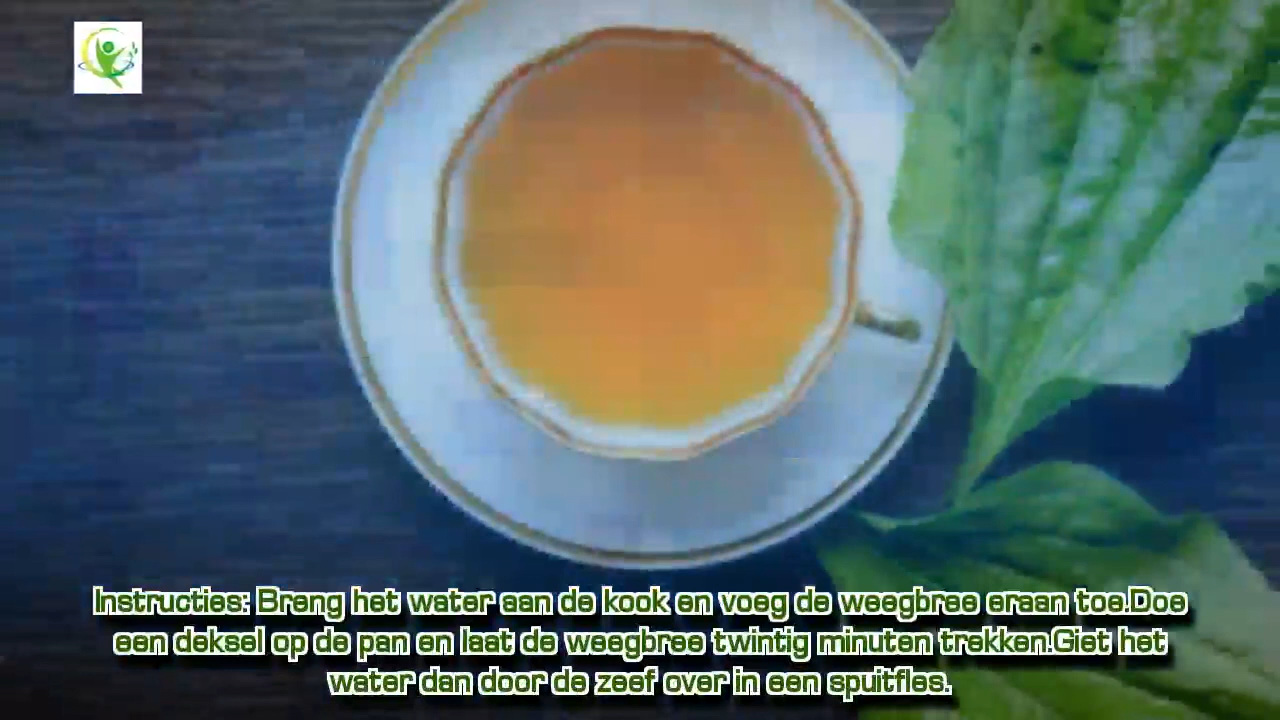 Instructies: Breng het water aan de kook en voeg de weegbree eraan toe.Doe
een deksel op de pan en laat de weegbree twintig minuten trekken.Giet het
water dan door de zeef over in een spuitfles.